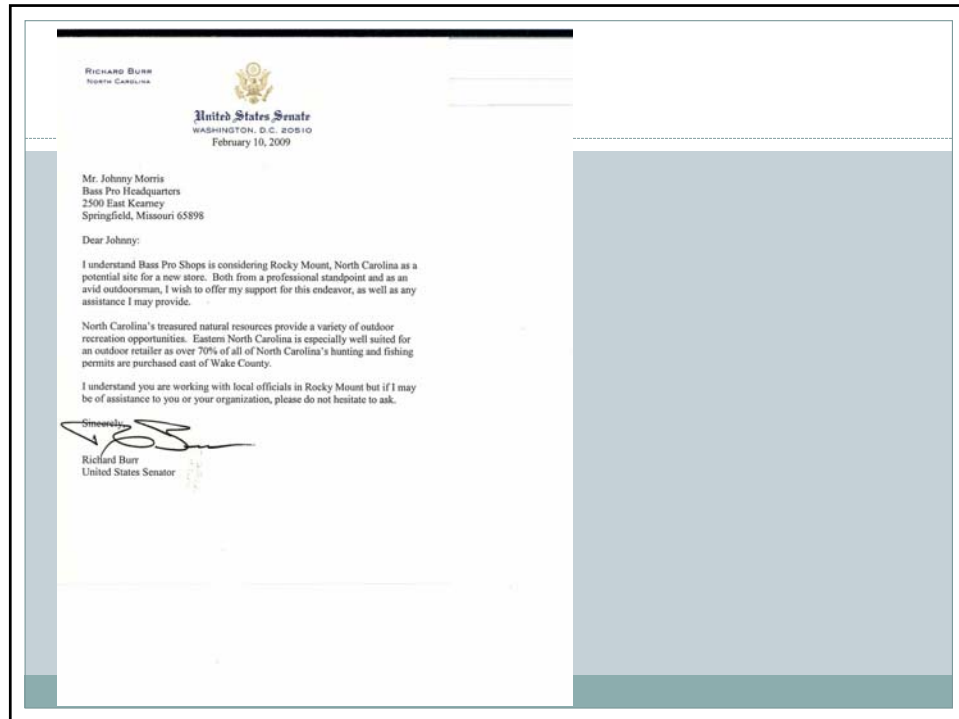 RICHARD BURR
NORTH CAROLINA
United States Senate
WASHINGTON, D.C. 20510
February 10, 2009
Mr. Johnny Morris
Bass Pro Headquarters
2500 East Kearney
Springfield, Missouri 65898
Dear Johnny:
I understand Bass Pro Shops is considering Rocky Mount, North Carolina as a
potential site for a new store. Both from a professional standpoint and as an
avid outdoorsman, I wish to offer my support for this endeavor, as well as any
assistance I may provide.
North Carolina's treasured natural resources provide a variety of outdoor
recreation opportunities. Eastern North Carolina is especially well suited for
an outdoor retailer as over 70% of all of North Carolina's hunting and fishing
permits are purchased east of Wake County.
I understand you are working with local officials in Rocky Mount but if I may
be of assistance to you or your organization, please do not hesitate to ask.
Sincerely,
Richard Burr
United States Senator